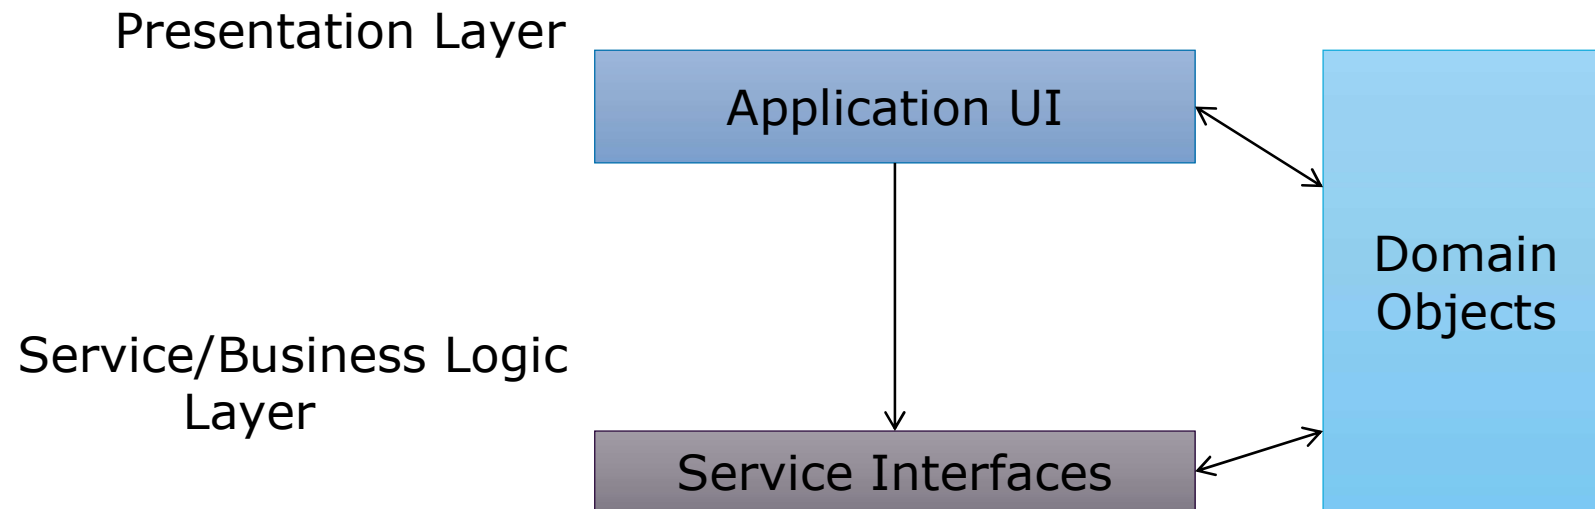 Presentation Layer
Application UI
Domain
Objects
Service/Business Logic
Layer
Service Interfaces